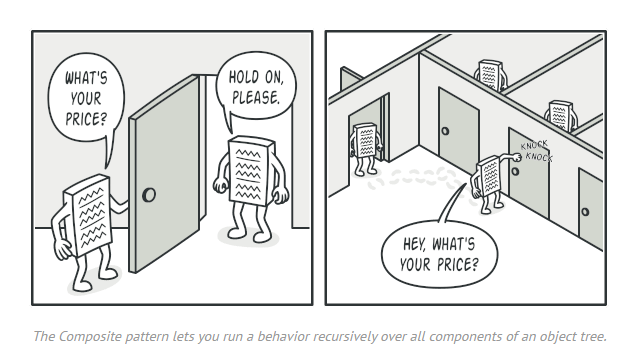 WHAT'S
YOUR
PRICE?
HOLD ON,
PLEASE.
KNOCK
KNOCK
HEY, WHAT'S
YOUR PRICE?
The Composite pattern lets you run a behavior recursively over all components of an object tree.